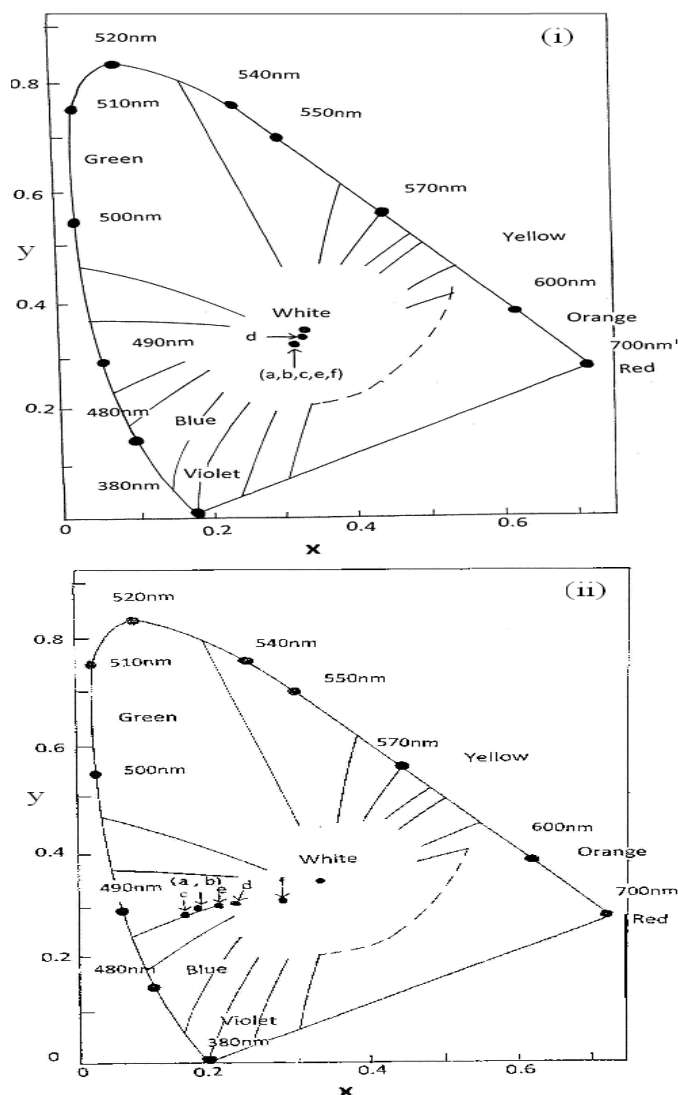 (i)
520nm
0.8
540nm
510nm
550nm
Green
570nm
0.6
500nm
Yellow
y
600nm
0.4
White
Orange
d
490nm
700nm'
(a,b,c,e,f)
Red
480nm
Blue
0.2
Violet
380nm
0
0.2
0.4
0.6
x
(ii)
520nm
0.8
540nm
510nm
550nm
Green
570nm
Yellow
0.6
500nm
y
600nm
0.4
White
Orange
490nm
(a, b)
f
700nm
c
e
d
Red
480nm
Blue
0.2
Violet
380nm
0
0
0.2
0.4
0.6
x